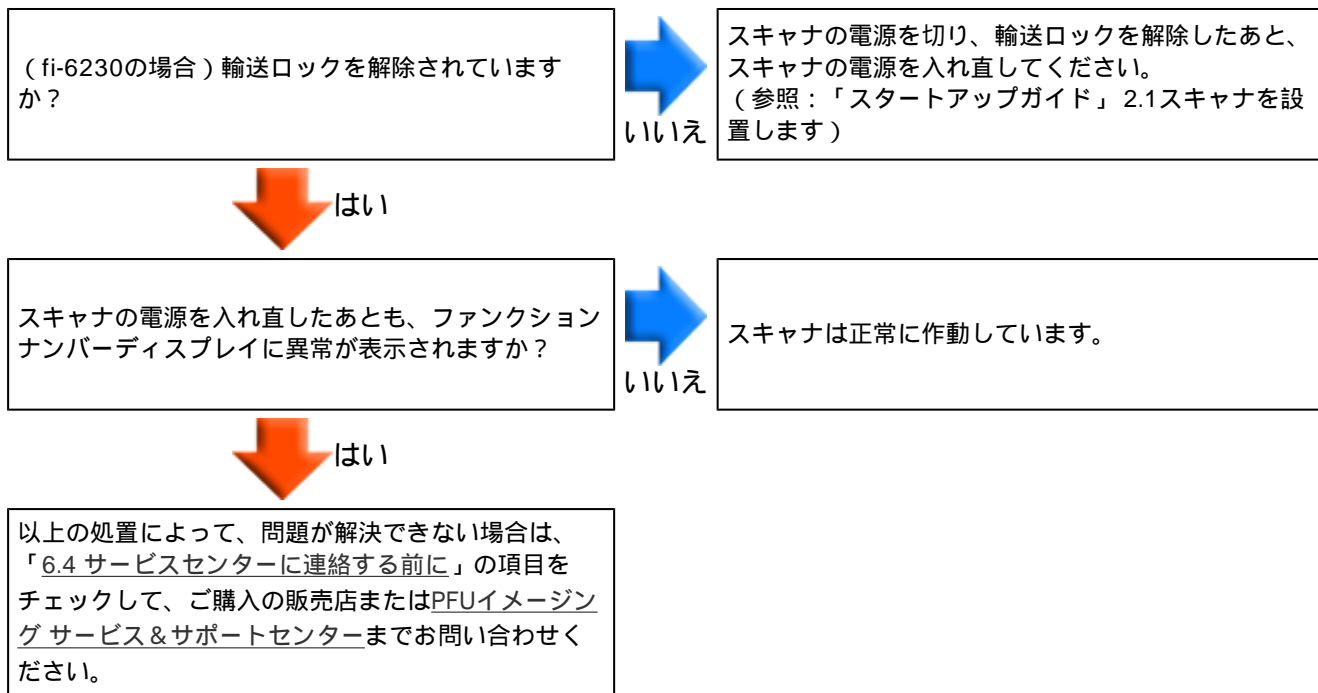 （fi-6230の場合）輸送ロックを解除されています
か？
いいえ
スキャナの電源を切り、輸送ロックを解除したあと、
スキャナの電源を入れ直してください。
（参照：「スタートアップガイド」 2.1スキャナを設
置します）
はい
スキャナの電源を入れ直したあとも、ファンクション
ナンバーディスプレイに異常が表示されますか？
いいえ
スキャナは正常に作動しています。
はい
以上の処置によって、問題が解決できない場合は、
「6.4 サービスセンターに連絡する前に」の項目を
チェックして、ご購入の販売店またはPFUイメージン
グ サービス＆サポートセンターまでお問い合わせく
ださい。